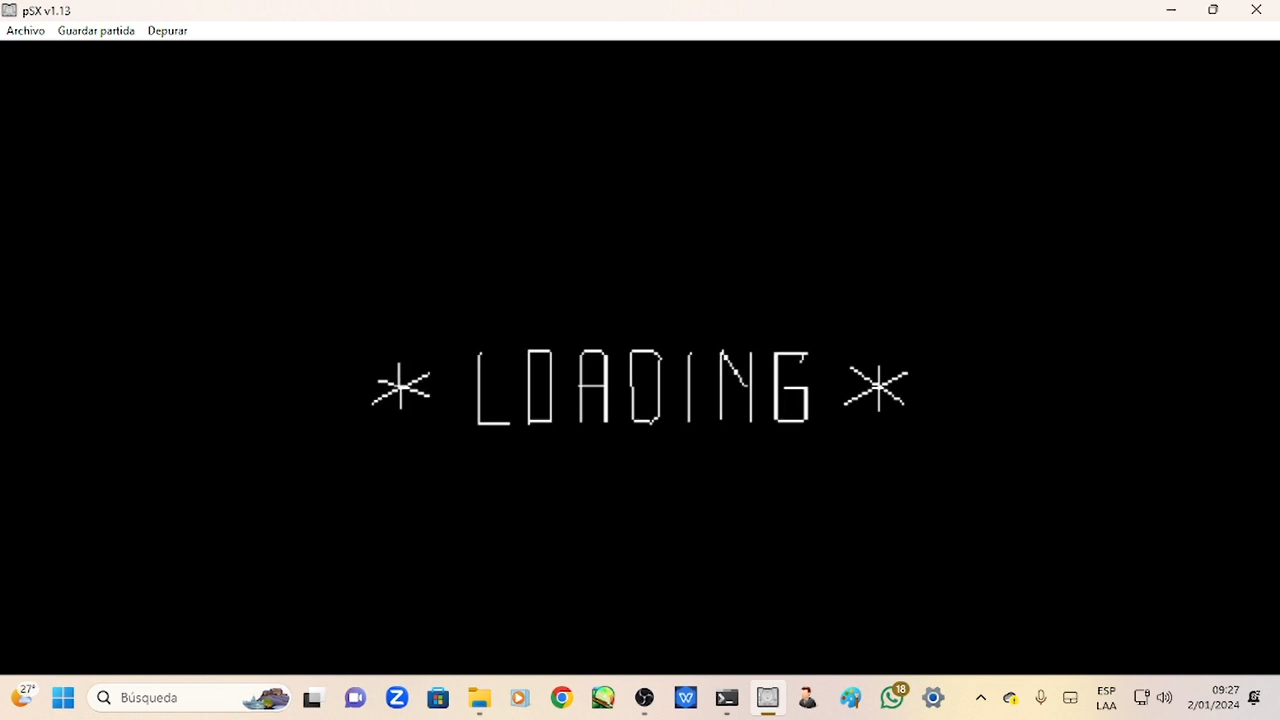 pSX v1.13
Archivo Guardar partida Depurar
* LOADING *
27°
Búsqueda
18
ESP
LAA
09:27
2/01/2024